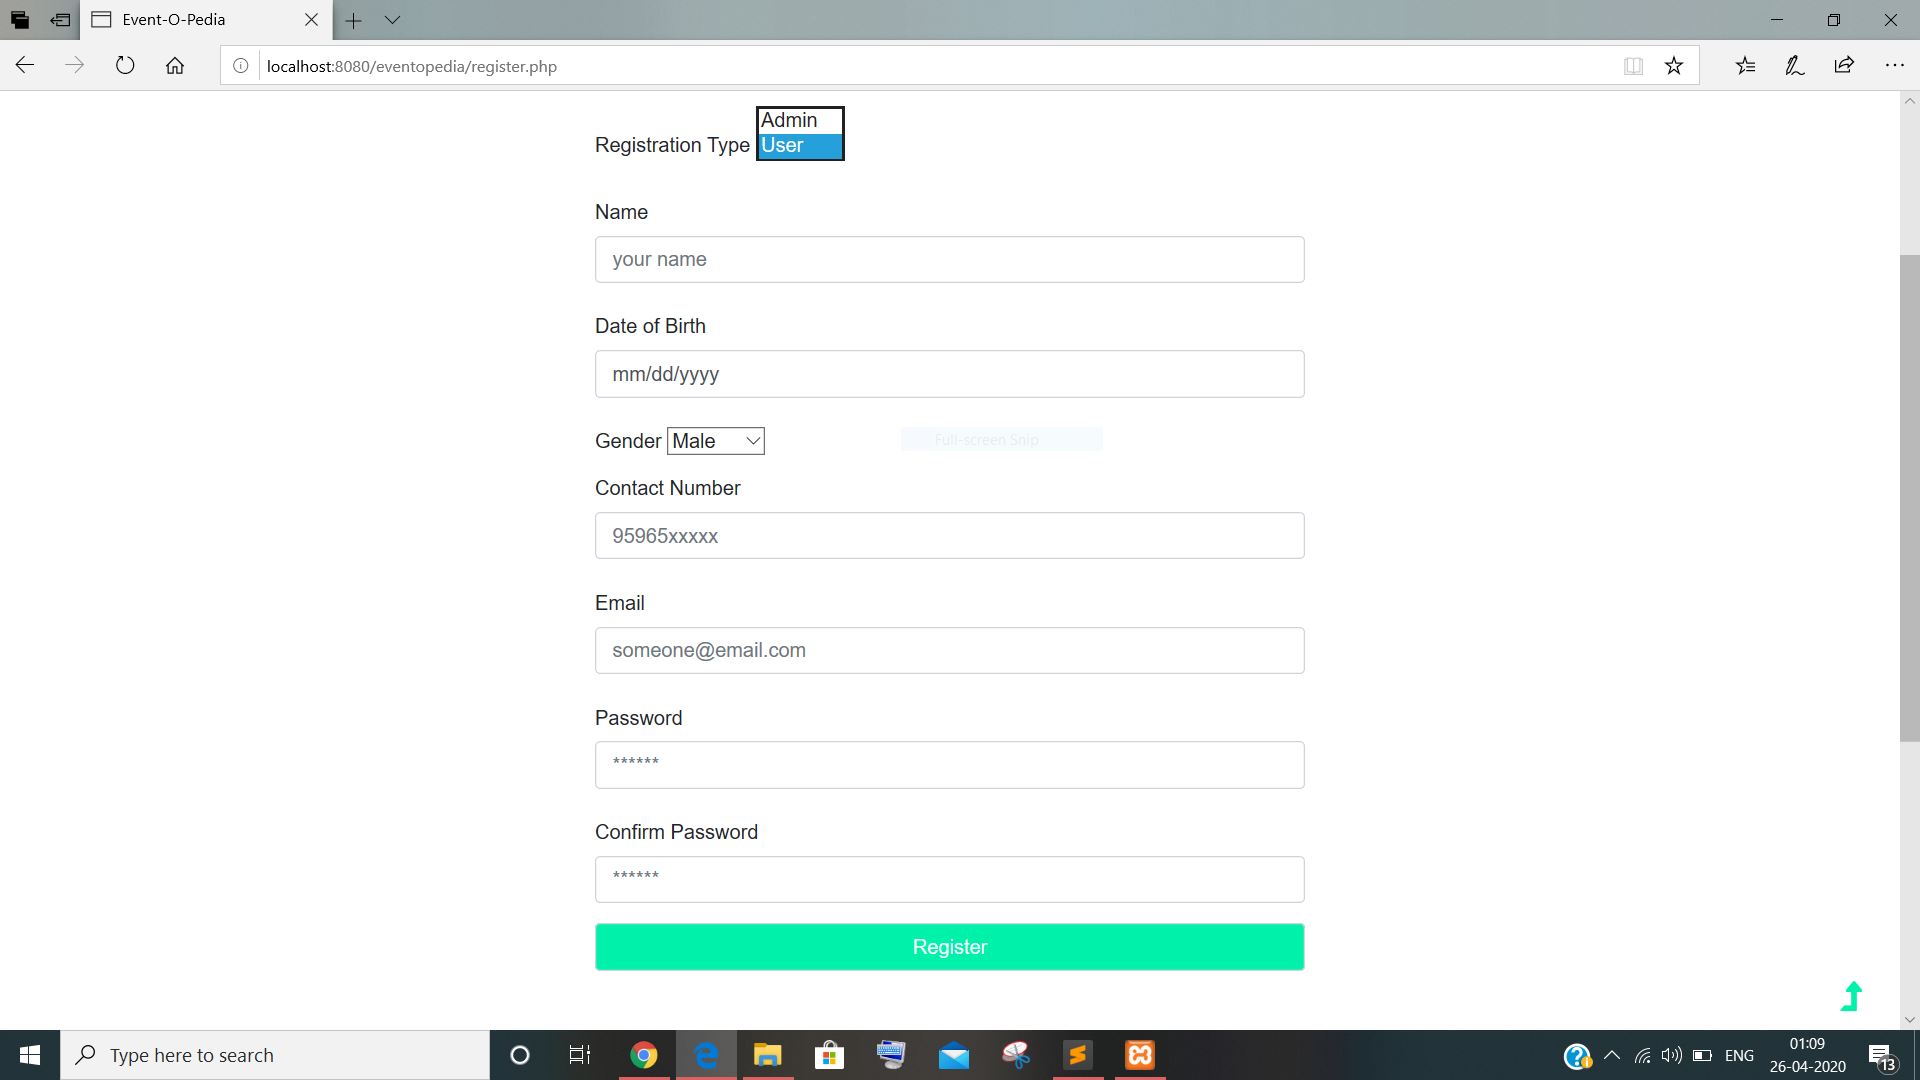 Event-O-Pedia
localhost:8080/eventopedia/register.php
Admin
Registration Type User
Name
your name
Date of Birth
mm/dd/yyyy
Gender Male
Full-screen Snip
Contact Number
95965xxxxx
Email
someone@email.com
Password
******
Confirm Password
******
Register
Type here to search
ENG
01:09
26-04-2020
13